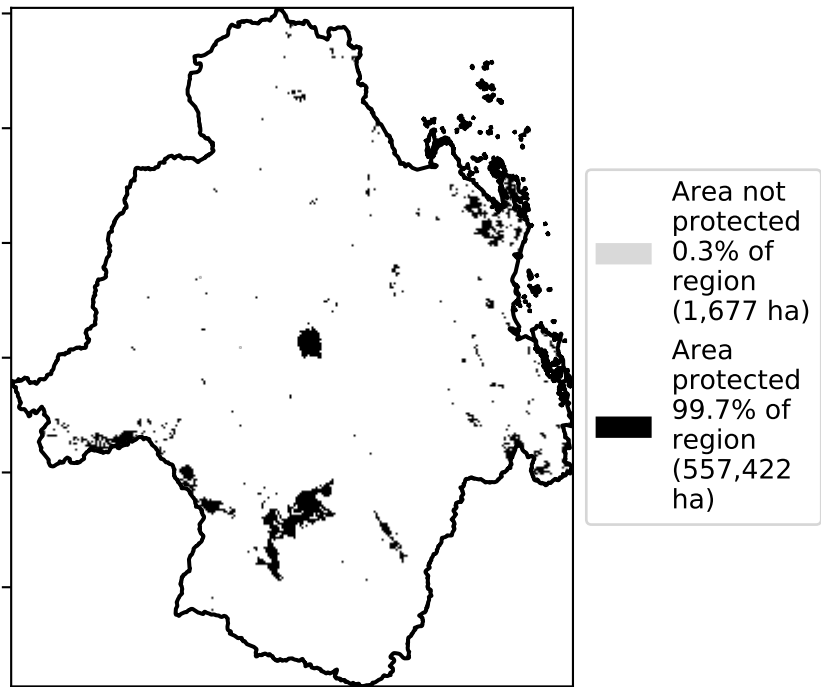 Area not
protected
0.3% of
region
(1,677 ha)
Area
protected
99.7% of
region
(557,422
ha)